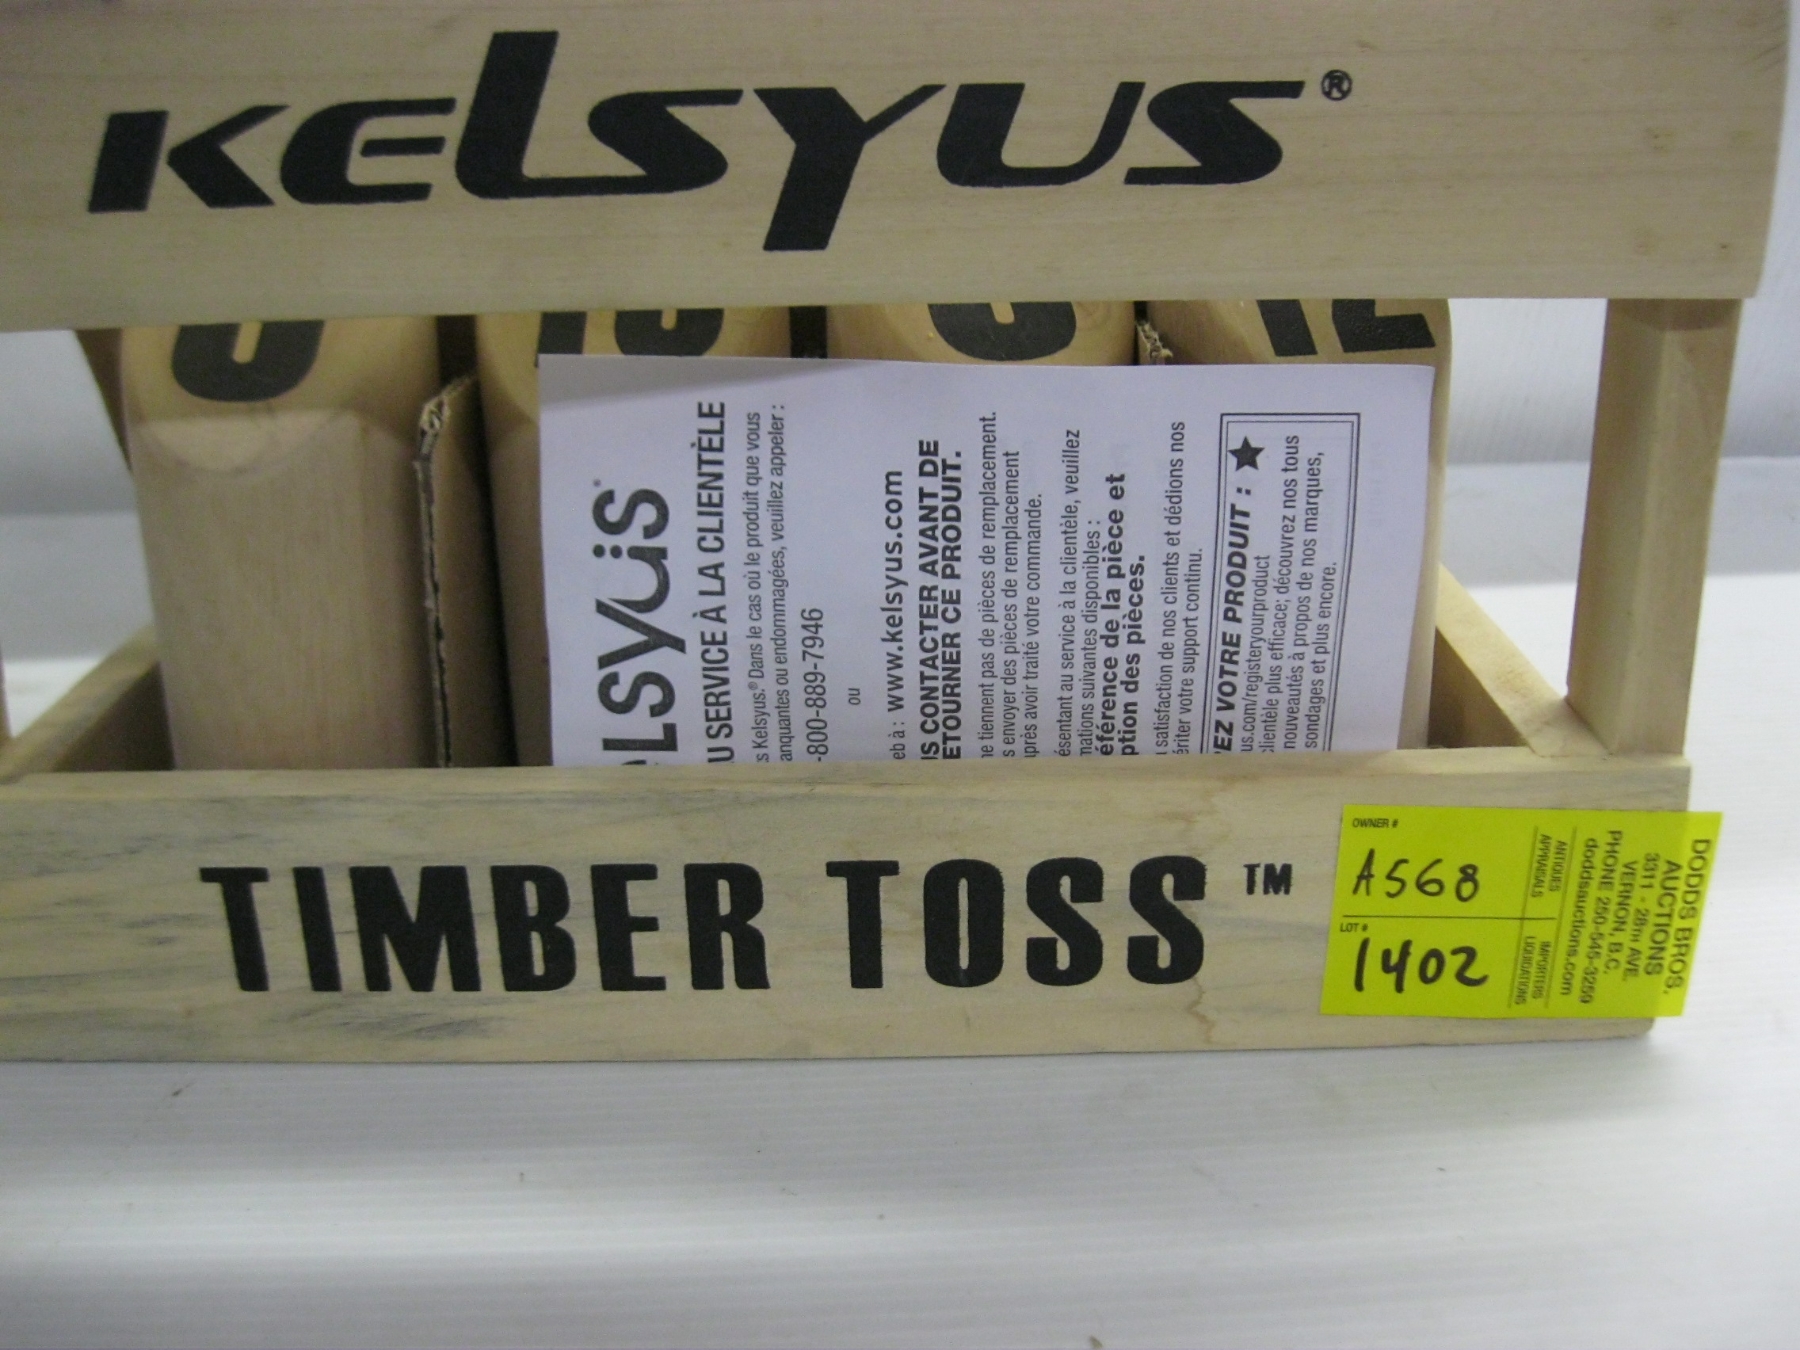 KELSYUS®
10
12
ELSYUS
U SERVICE À LA CLIENTÈLE
s Kelsyus.® Dans le cas où le produit que vous
anquantes ou endommagées, veuillez appeler :
-800-889-7946
ou
eb à : www.kelsyus.com
S CONTACTER AVANT DE
ETOURNER CE PRODUIT.
ne tiennent pas de pièces de remplacement.
s envoyer des pièces de remplacement
près avoir traité votre commande.
ésentant au service à la clientèle, veuillez
mations suivantes disponibles :
éférence de la pièce et
ption des pièces.
satisfaction de nos clients et dédions nos
ériter votre support continu.
EZ VOTRE PRODUIT : ★
us.com/registeryourproduct
clientèle plus efficace; découvrez nos tous
nouveautés à propos de nos marques,
sondages et plus encore.
TIMBER TOSS™
OWNER #
A568
LOT #
1402
ANTIQUES
APPRAISALS
IMPORTERS
LIQUIDATIONS
DODDS BROS.
AUCTIONS
3311 - 28TH AVE.
VERNON, B.C.
PHONE 250-545-3259
doddsauctions.com